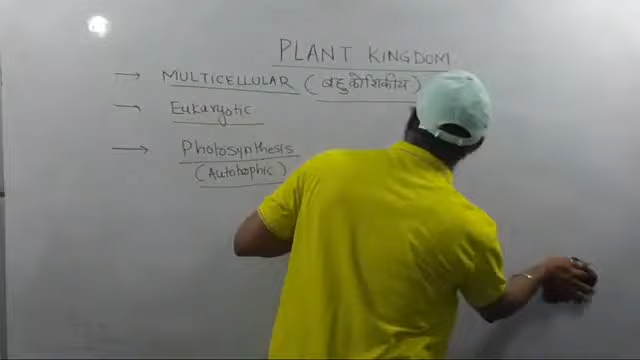 PLANT KINGDOM
→ MULTICELLULAR (बहुकोशिकीय)
→ Eukaryotic
→ Photosynthesis
(Autotrophic)